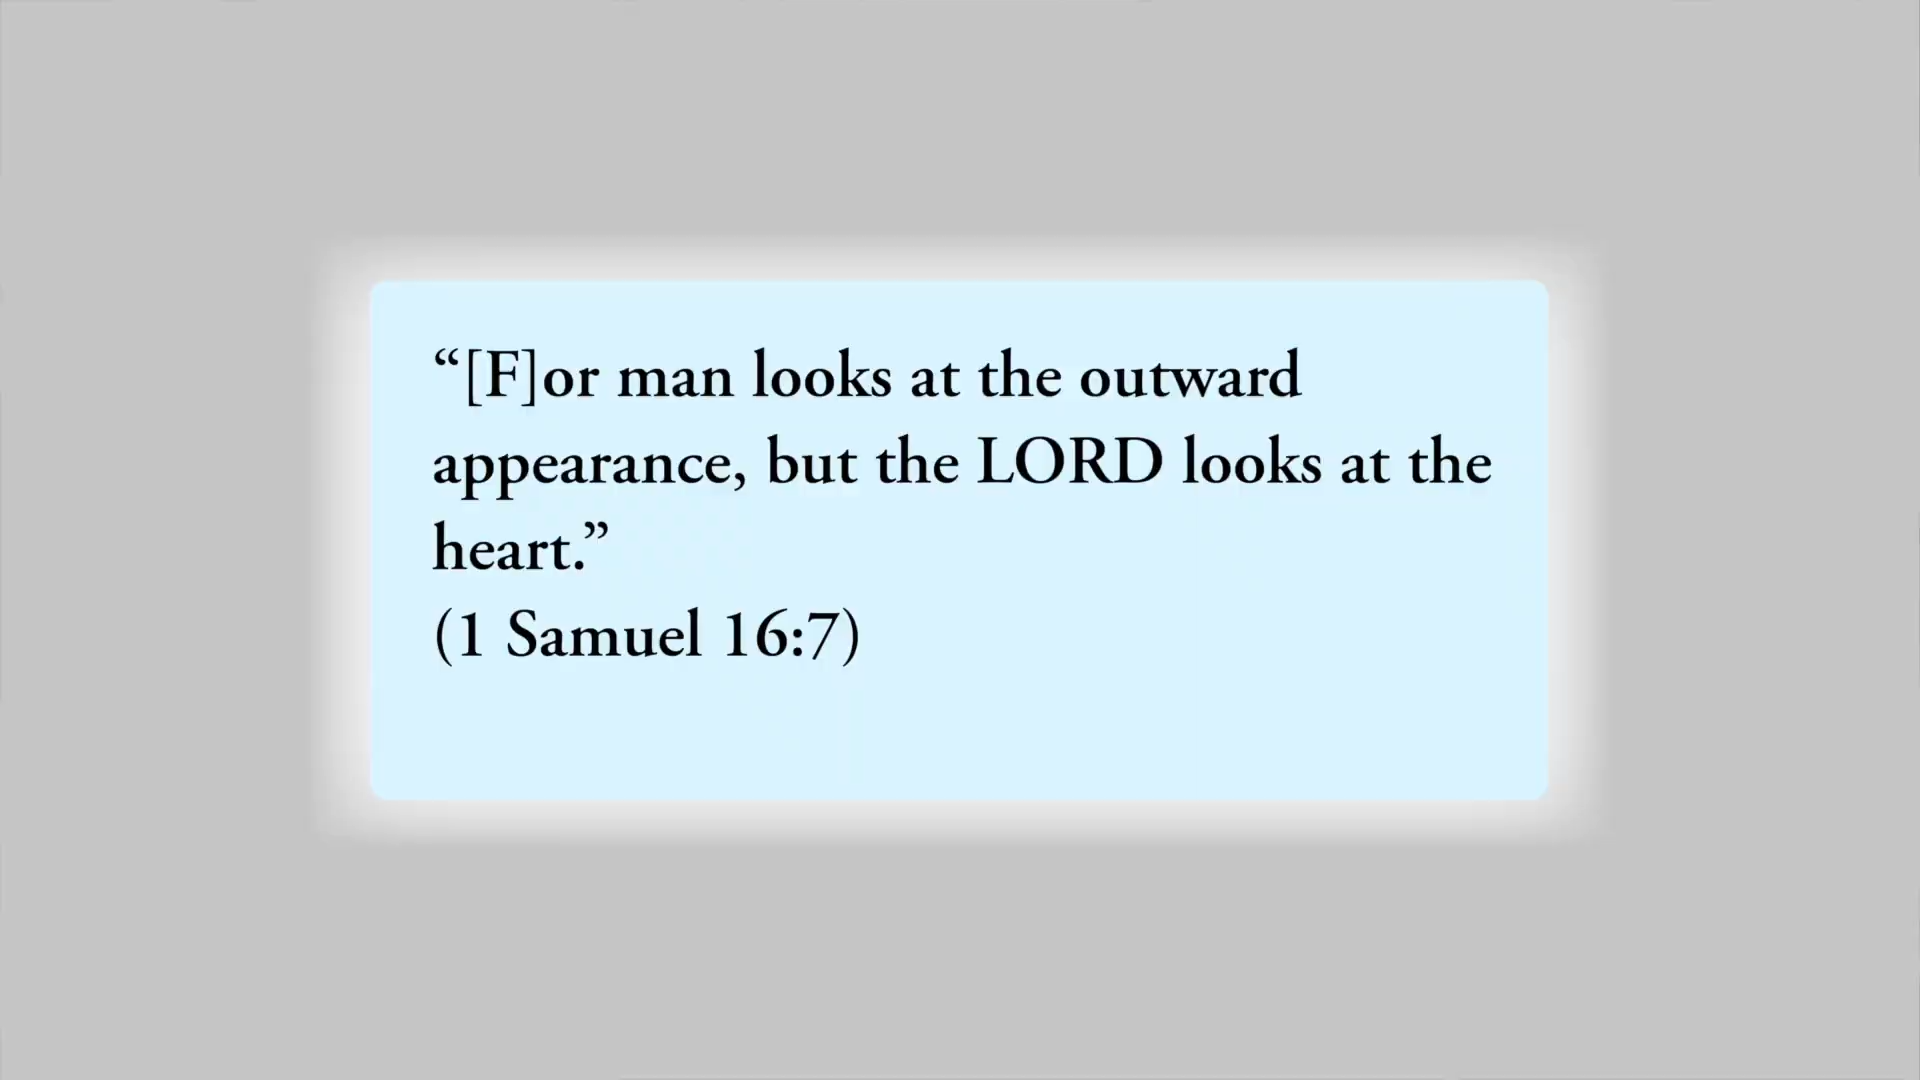 “[F]or man looks at the outward
appearance, but the LORD looks at the
heart.”
(1 Samuel 16:7)